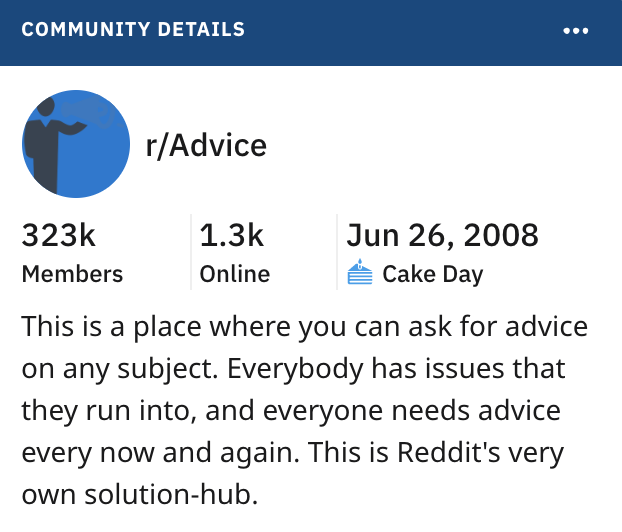 COMMUNITY DETAILS
r/Advice
323k
Members
1.3k
Online
Jun 26, 2008
Cake Day
This is a place where you can ask for advice
on any subject. Everybody has issues that
they run into, and everyone needs advice
every now and again. This is Reddit's very
own solution-hub.